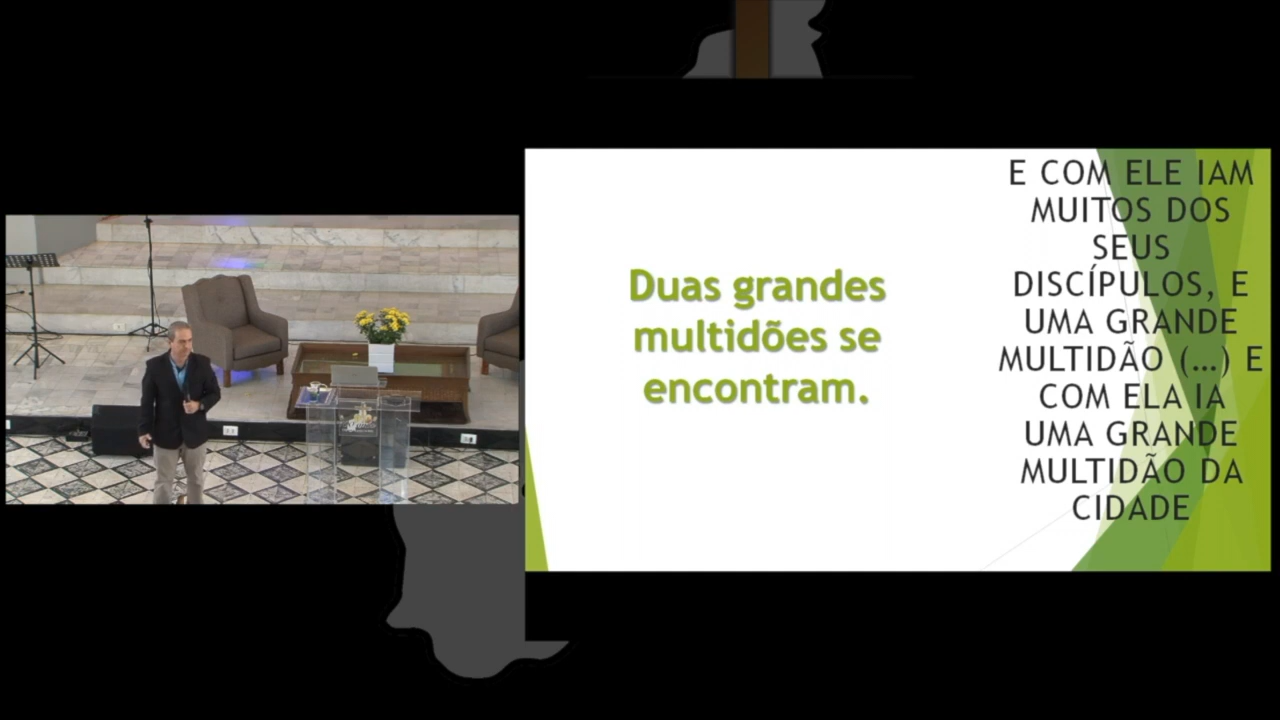 Duas grandes
multidões se
encontram.
E COM ELE IAM
MUITOS DOS
SEUS
DISCÍPULOS, E
UMA GRANDE
MULTIDÃO (...) E
COM ELA IA
UMA GRANDE
MULTIDÃO DA
CIDADE